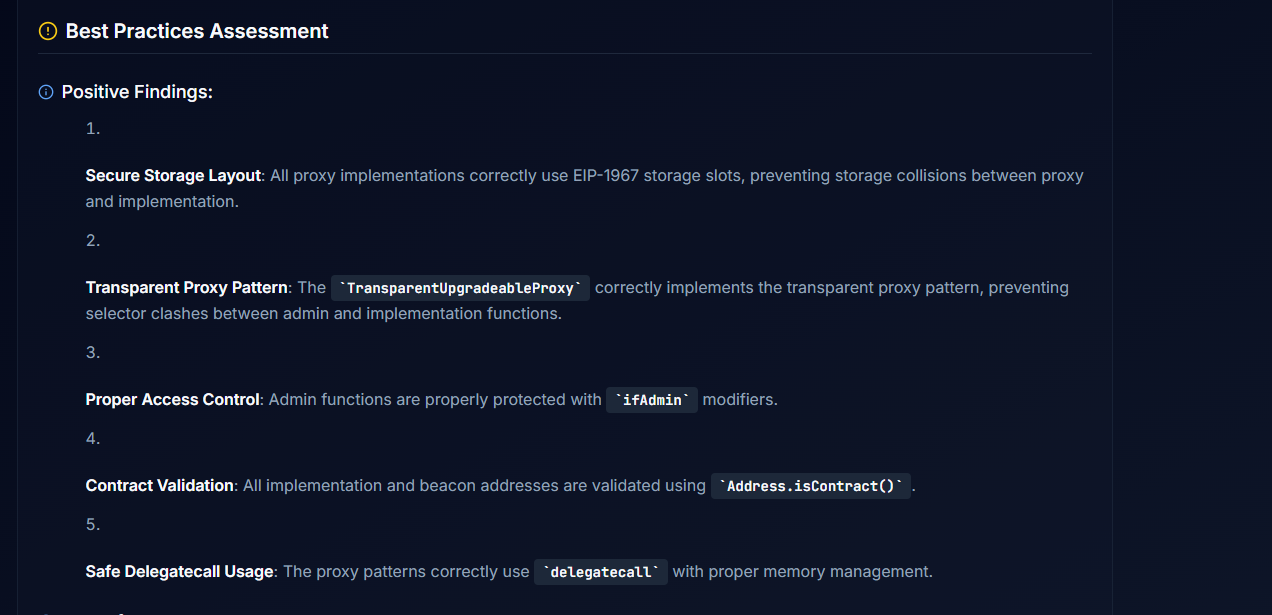 Best Practices Assessment
Positive Findings:
1.
Secure Storage Layout: All proxy implementations correctly use EIP-1967 storage slots, preventing storage collisions between proxy
and implementation.
2.
Transparent Proxy Pattern: The `TransparentUpgradeableProxy` correctly implements the transparent proxy pattern, preventing
selector clashes between admin and implementation functions.
3.
Proper Access Control: Admin functions are properly protected with `ifAdmin` modifiers.
4.
Contract Validation: All implementation and beacon addresses are validated using `Address.isContract()`.
5.
Safe Delegatecall Usage: The proxy patterns correctly use `delegatecall` with proper memory management.